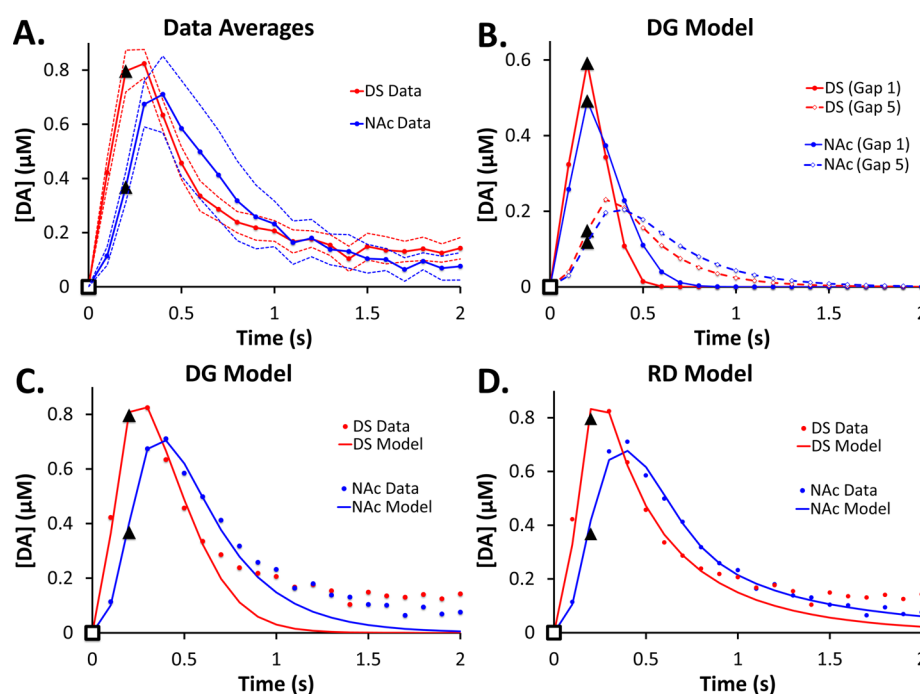 A.
Data Averages
[DA] (µM)
0.8
0.6
0.4
0.2
0
0
0.5
1
1.5
2
Time (s)
DS Data
NAc Data
B.
DG Model
[DA] (µM)
0.6
0.4
0.2
0
0
0.5
1
1.5
2
Time (s)
DS (Gap 1)
DS (Gap 5)
NAc (Gap 1)
NAc (Gap 5)
C.
DG Model
[DA] (µM)
0.8
0.6
0.4
0.2
0
0
0.5
1
1.5
2
Time (s)
DS Data
DS Model
NAc Data
NAc Model
D.
RD Model
[DA] (µM)
0.8
0.6
0.4
0.2
0
0
0.5
1
1.5
2
Time (s)
DS Data
DS Model
NAc Data
NAc Model